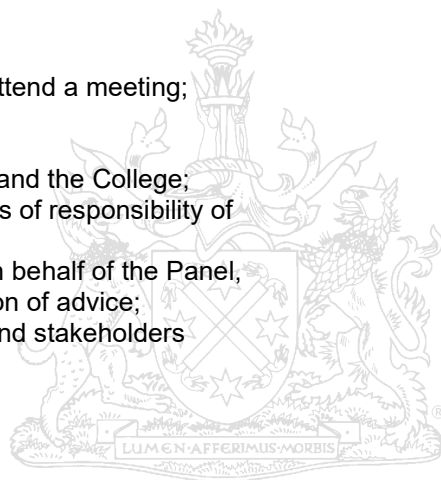 ttend a meeting;
and the College;
s of responsibility of
n behalf of the Panel,
on of advice;
nd stakeholders
LUMEN·AFFERIMUS·MORBIS
®